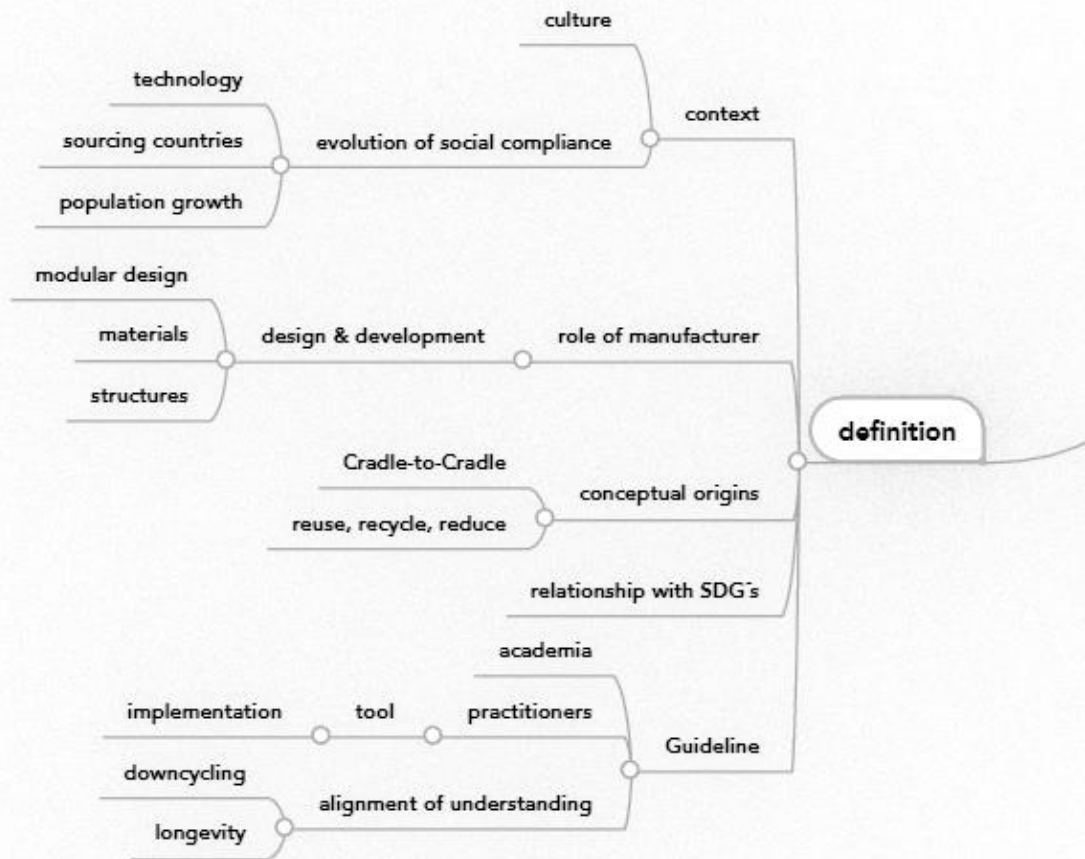 culture
technology
context
sourcing countries
evolution of social compliance
population growth
modular design
materials
design & development
role of manufacturer
structures
definition
Cradle-to-Cradle
conceptual origins
reuse, recycle, reduce
relationship with SDG´s
academia
implementation
tool
practitioners
Guideline
downcycling
alignment of understanding
longevity